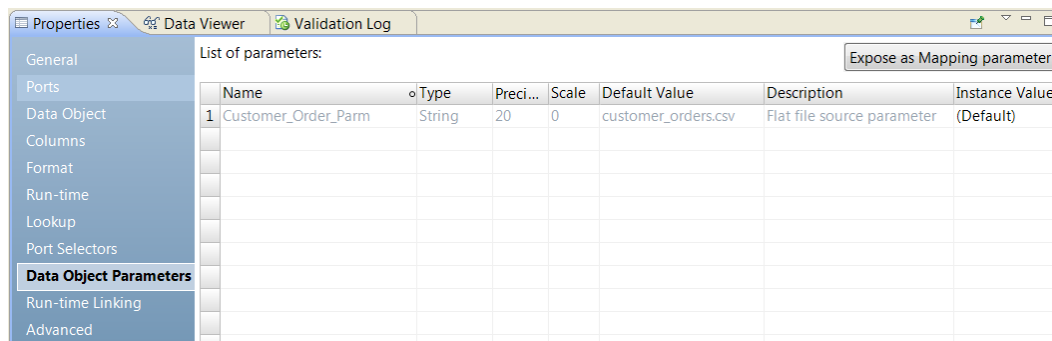 Properties Data Viewer Validation Log
General
Ports
Data Object
Columns
Format
Run-time
Lookup
Port Selectors
Data Object Parameters
Run-time Linking
Advanced
List of parameters:
Expose as Mapping parameter
Name Type Preci... Scale Default Value Description Instance Value
1 Customer_Order_Parm String 20 0 customer_orders.csv Flat file source parameter (Default)